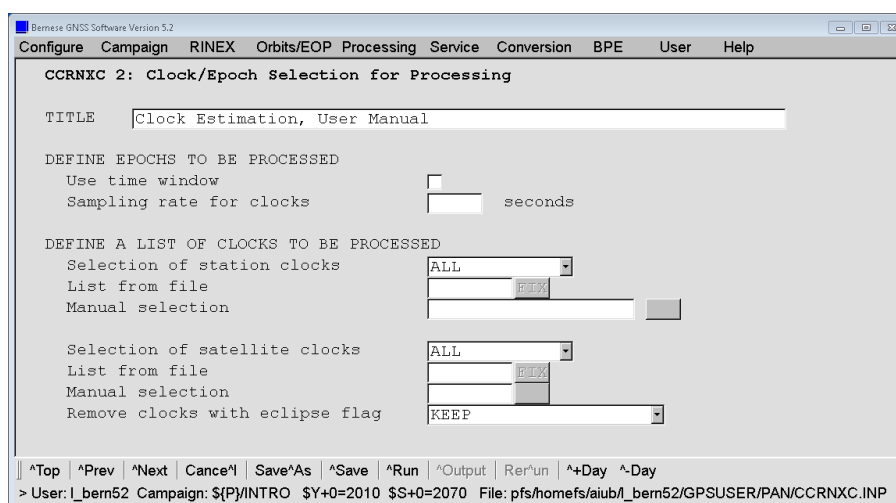 Bernese GNSS Software Version 5.2
Configure Campaign RINEX Orbits/EOP Processing Service Conversion BPE User Help
CCRNXC 2: Clock/Epoch Selection for Processing
TITLE Clock Estimation, User Manual
DEFINE EPOCHS TO BE PROCESSED
Use time window
Sampling rate for clocks seconds
DEFINE A LIST OF CLOCKS TO BE PROCESSED
Selection of station clocks ALL
List from file FIX
Manual selection
Selection of satellite clocks ALL
List from file FIX
Manual selection
Remove clocks with eclipse flag KEEP
^Top ^Prev ^Next Cance^l Save^As ^Save ^Run ^Output Rer^un ^+Day ^-Day
> User: l_bern52 Campaign: ${P}/INTRO $Y+0=2010 $S+0=2070 File: pfs/homefs/aiub/l_bern52/GPSUSER/PAN/CCRNXC.INP